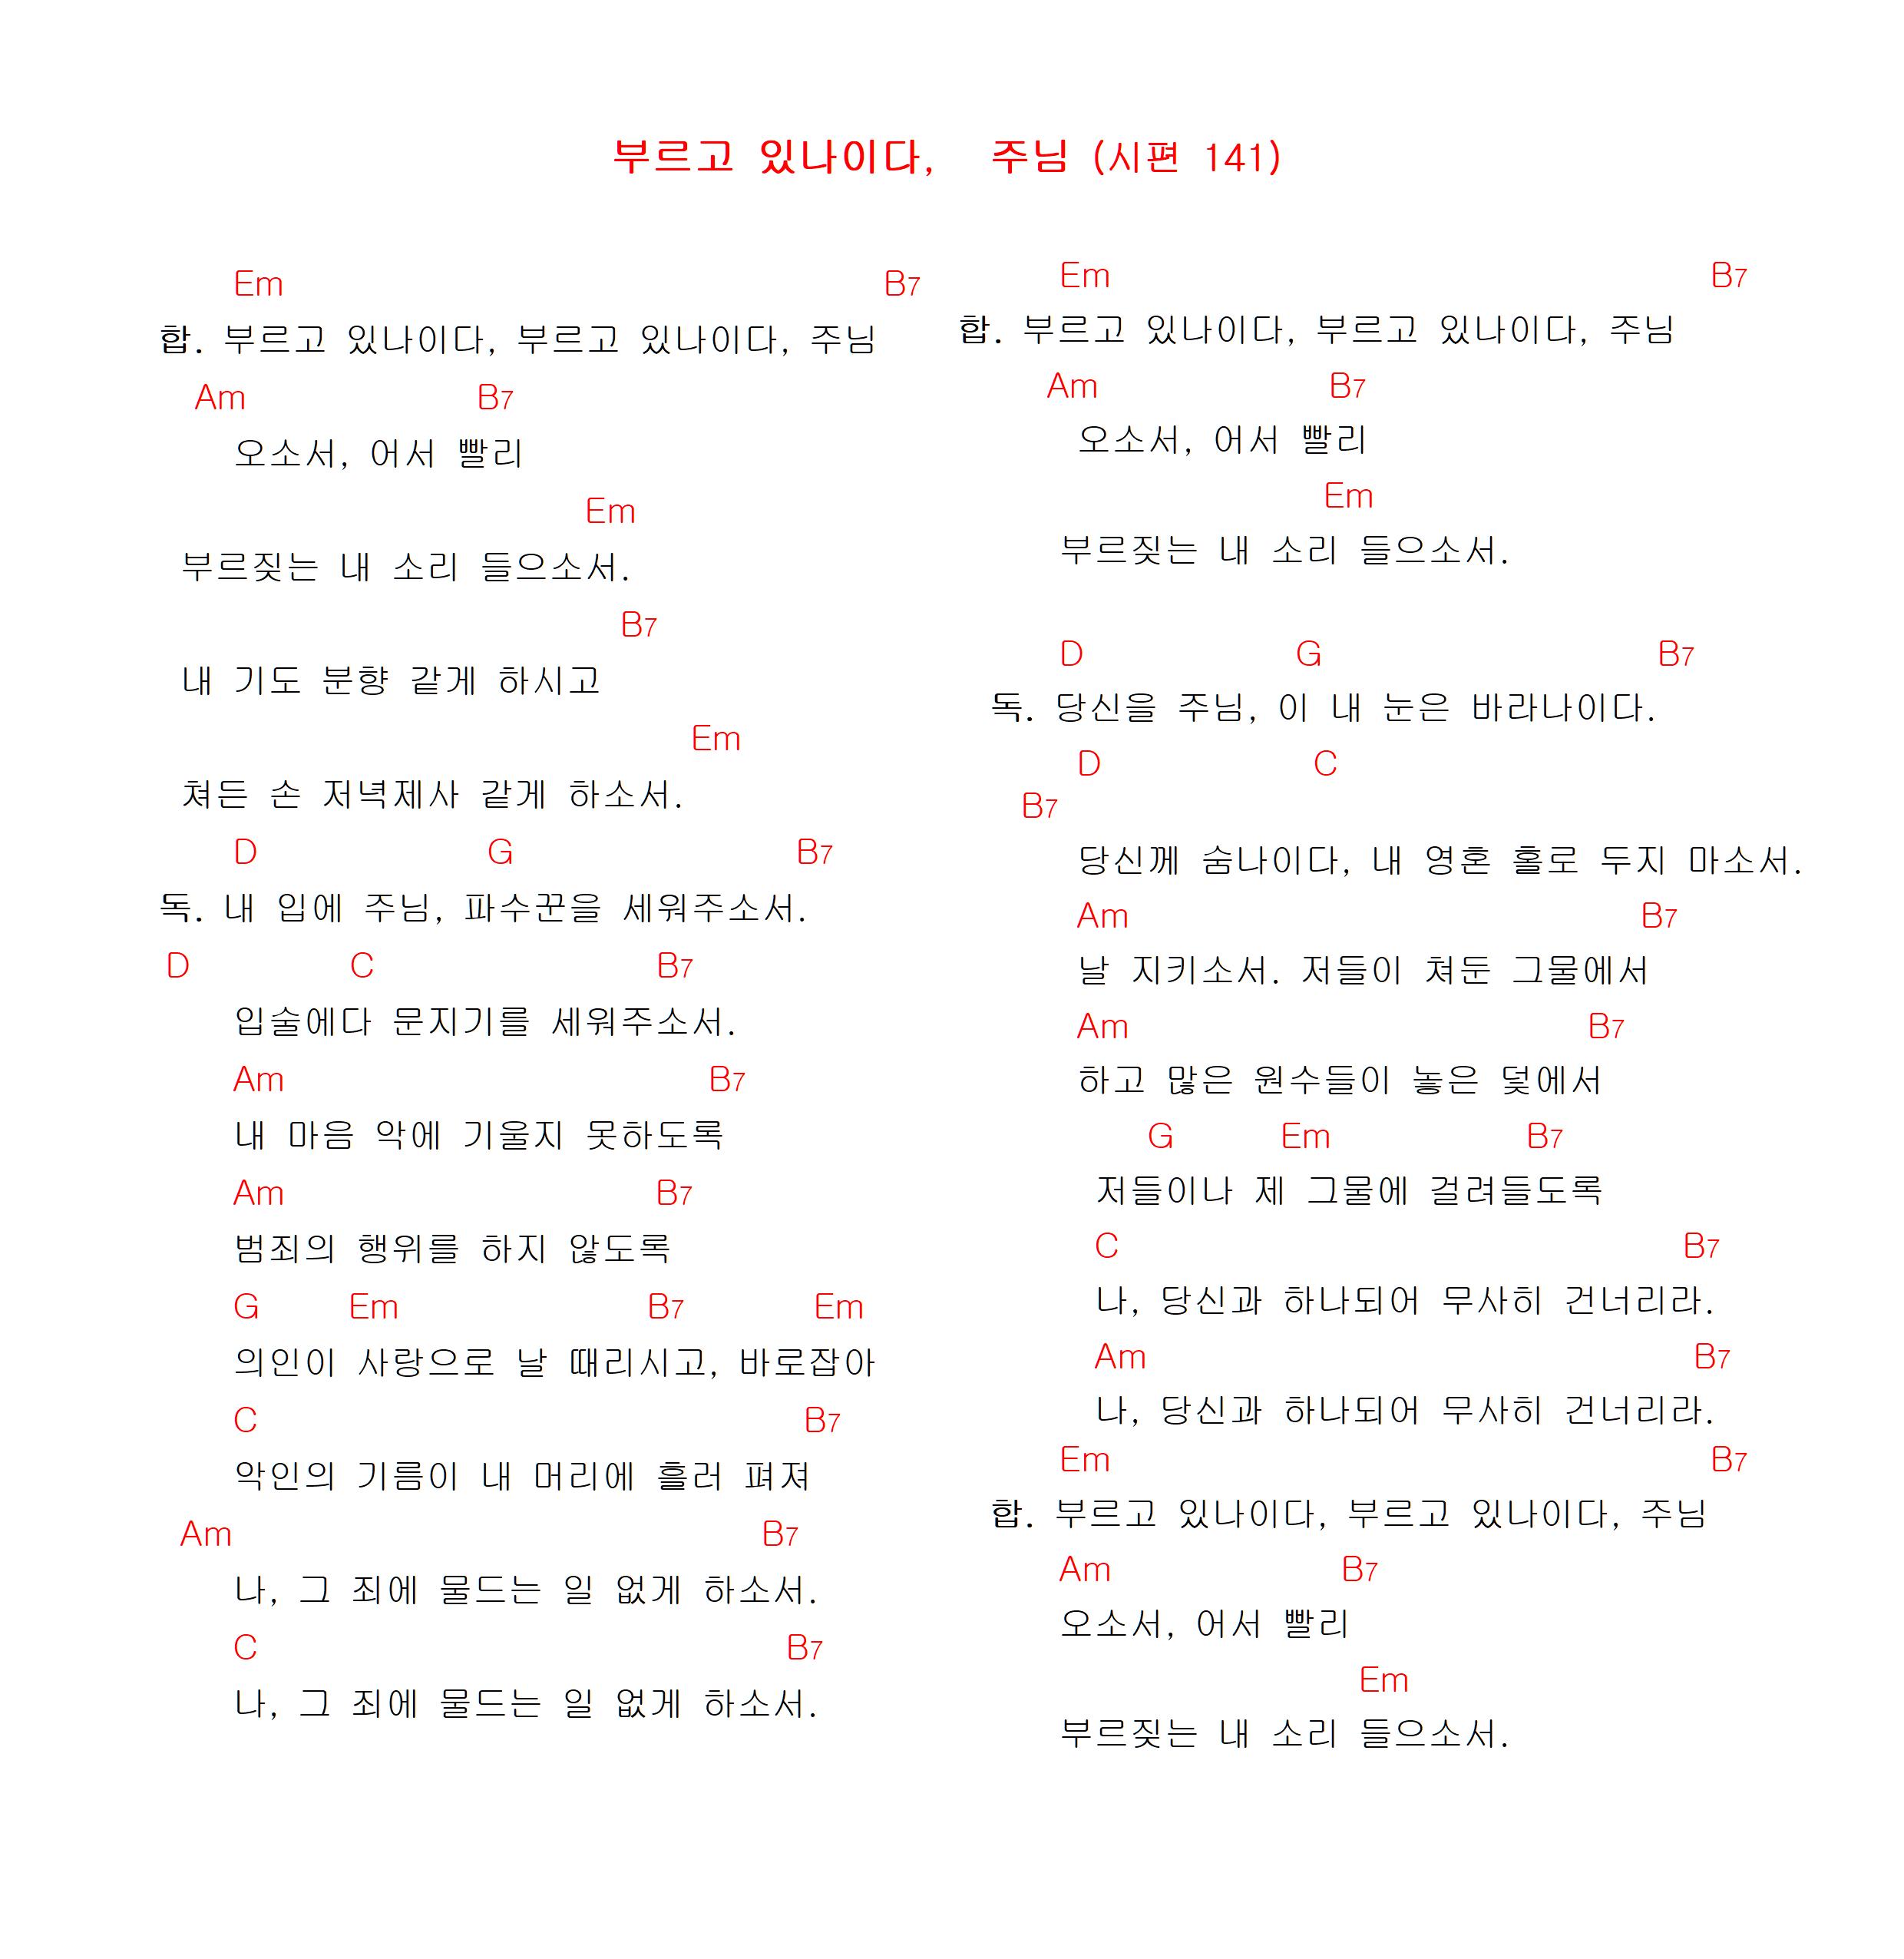 부르고 있나이다, 주님 (시편 141)
Em B7
합. 부르고 있나이다, 부르고 있나이다, 주님
Am B7
오소서, 어서 빨리
Em
부르짖는 내 소리 들으소서.
B7
내 기도 분향 같게 하시고
Em
쳐든 손 저녁제사 같게 하소서.
D G B7
독. 내 입에 주님, 파수꾼을 세워주소서.
D C B7
입술에다 문지기를 세워주소서.
Am B7
내 마음 악에 기울지 못하도록
Am B7
범죄의 행위를 하지 않도록
G Em B7 Em
의인이 사랑으로 날 때리시고, 바로잡아
C B7
악인의 기름이 내 머리에 흘러 펴져
Am B7
나, 그 죄에 물드는 일 없게 하소서.
C B7
나, 그 죄에 물드는 일 없게 하소서.
Em B7
합. 부르고 있나이다, 부르고 있나이다, 주님
Am B7
오소서, 어서 빨리
Em
부르짖는 내 소리 들으소서.
D G B7
독. 당신을 주님, 이 내 눈은 바라나이다.
D C
B7
당신께 숨나이다, 내 영혼 홀로 두지 마소서.
Am B7
날 지키소서. 저들이 쳐둔 그물에서
Am B7
하고 많은 원수들이 놓은 덫에서
G Em B7
저들이나 제 그물에 걸려들도록
C B7
나, 당신과 하나되어 무사히 건너리라.
Am B7
나, 당신과 하나되어 무사히 건너리라.
Em B7
합. 부르고 있나이다, 부르고 있나이다, 주님
Am B7
오소서, 어서 빨리
Em
부르짖는 내 소리 들으소서.